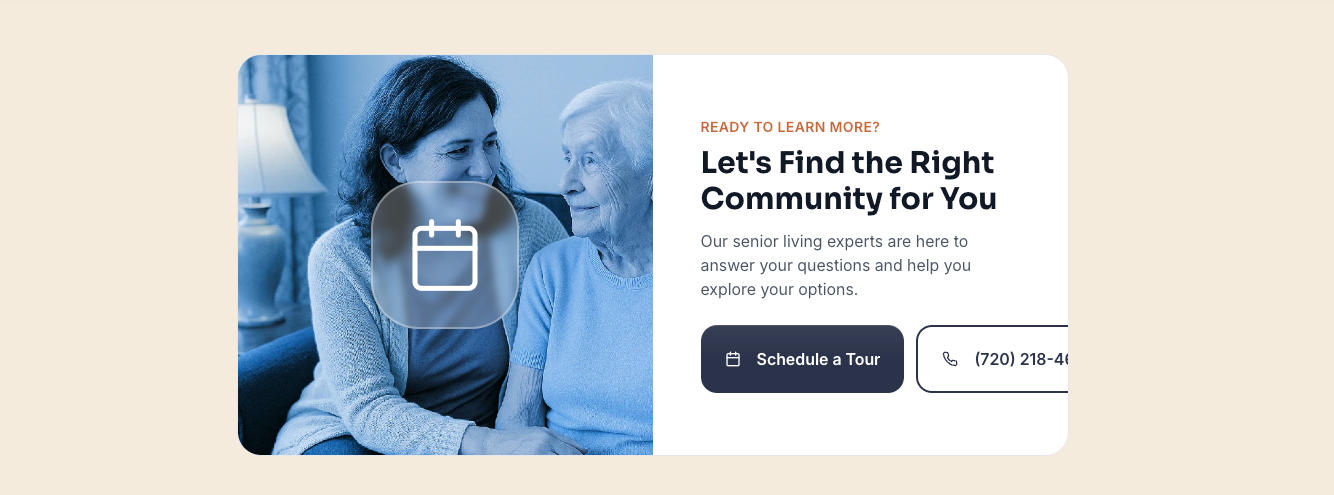 READY TO LEARN MORE?
Let's Find the Right
Community for You
Our senior living experts are here to
answer your questions and help you
explore your options.
Schedule a Tour
(720) 218-4